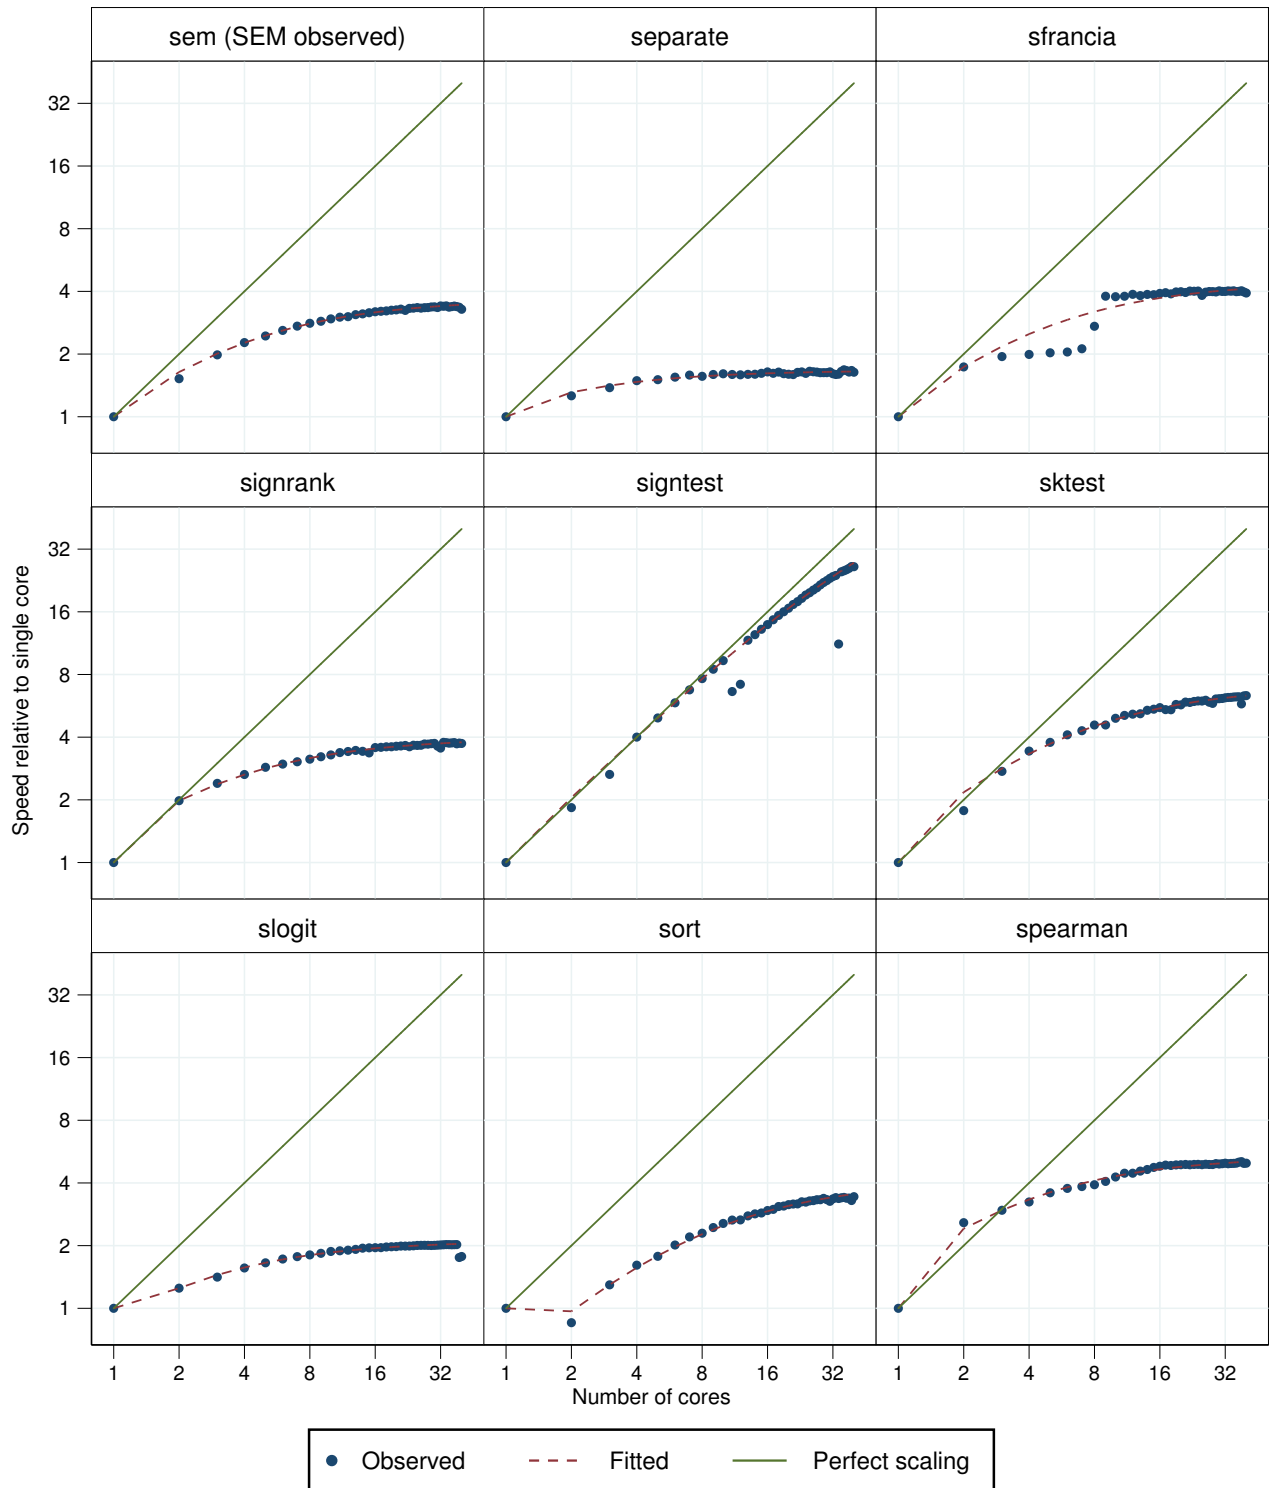 sem (SEM observed)
separate
sfrancia
32
16
8
4
2
1
signrank
signtest
sktest
32
16
8
4
2
1
Speed relative to single core
slogit
sort
spearman
32
16
8
4
2
1
1 2 4 8 16 32
1 2 4 8 16 32
1 2 4 8 16 32
Number of cores
Observed
Fitted
Perfect scaling